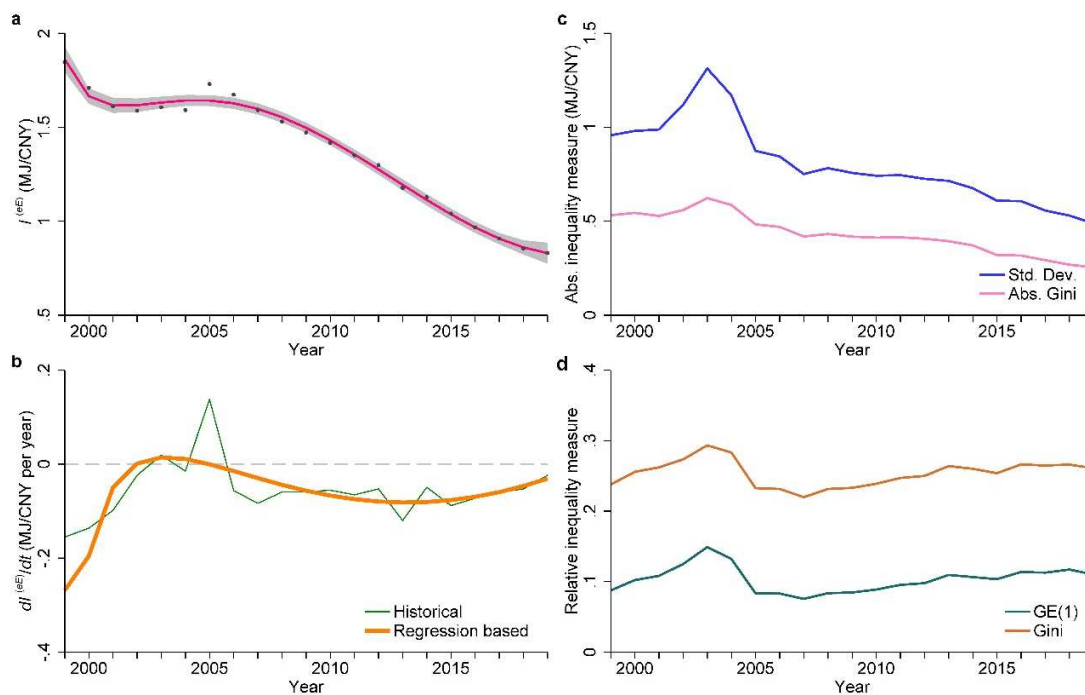 a
2
1.5
1
.5
I (eE) (MJ/CNY)
2000 2005 2010 2015
Year
b
.2
0
-.2
-.4
dI (eE)/dt (MJ/CNY per year)
Historical
Regression based
2000 2005 2010 2015
Year
c
1.5
1
.5
0
Abs. inequality measure (MJ/CNY)
Std. Dev.
Abs. Gini
2000 2005 2010 2015
Year
d
.4
.3
.2
.1
0
Relative inequality measure
GE(1)
Gini
2000 2005 2010 2015
Year